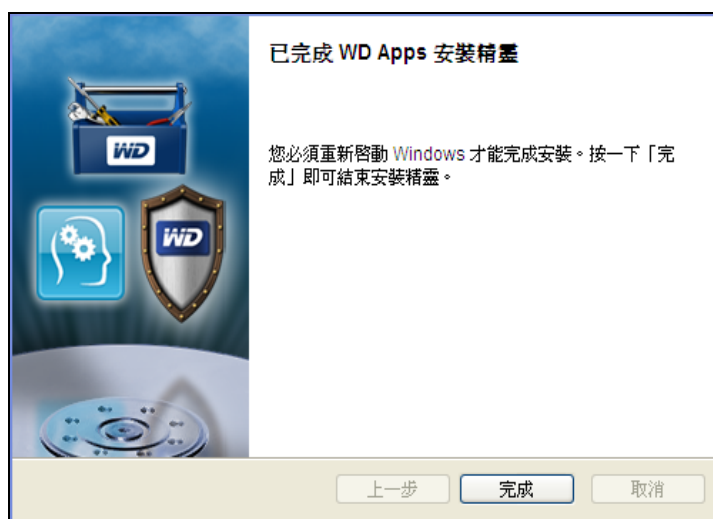 已完成 WD Apps 安裝精靈
您必須重新啓動 Windows 才能完成安裝。按一下「完
成」即可結束安裝精靈。
WD
WD
上一步 完成 取消